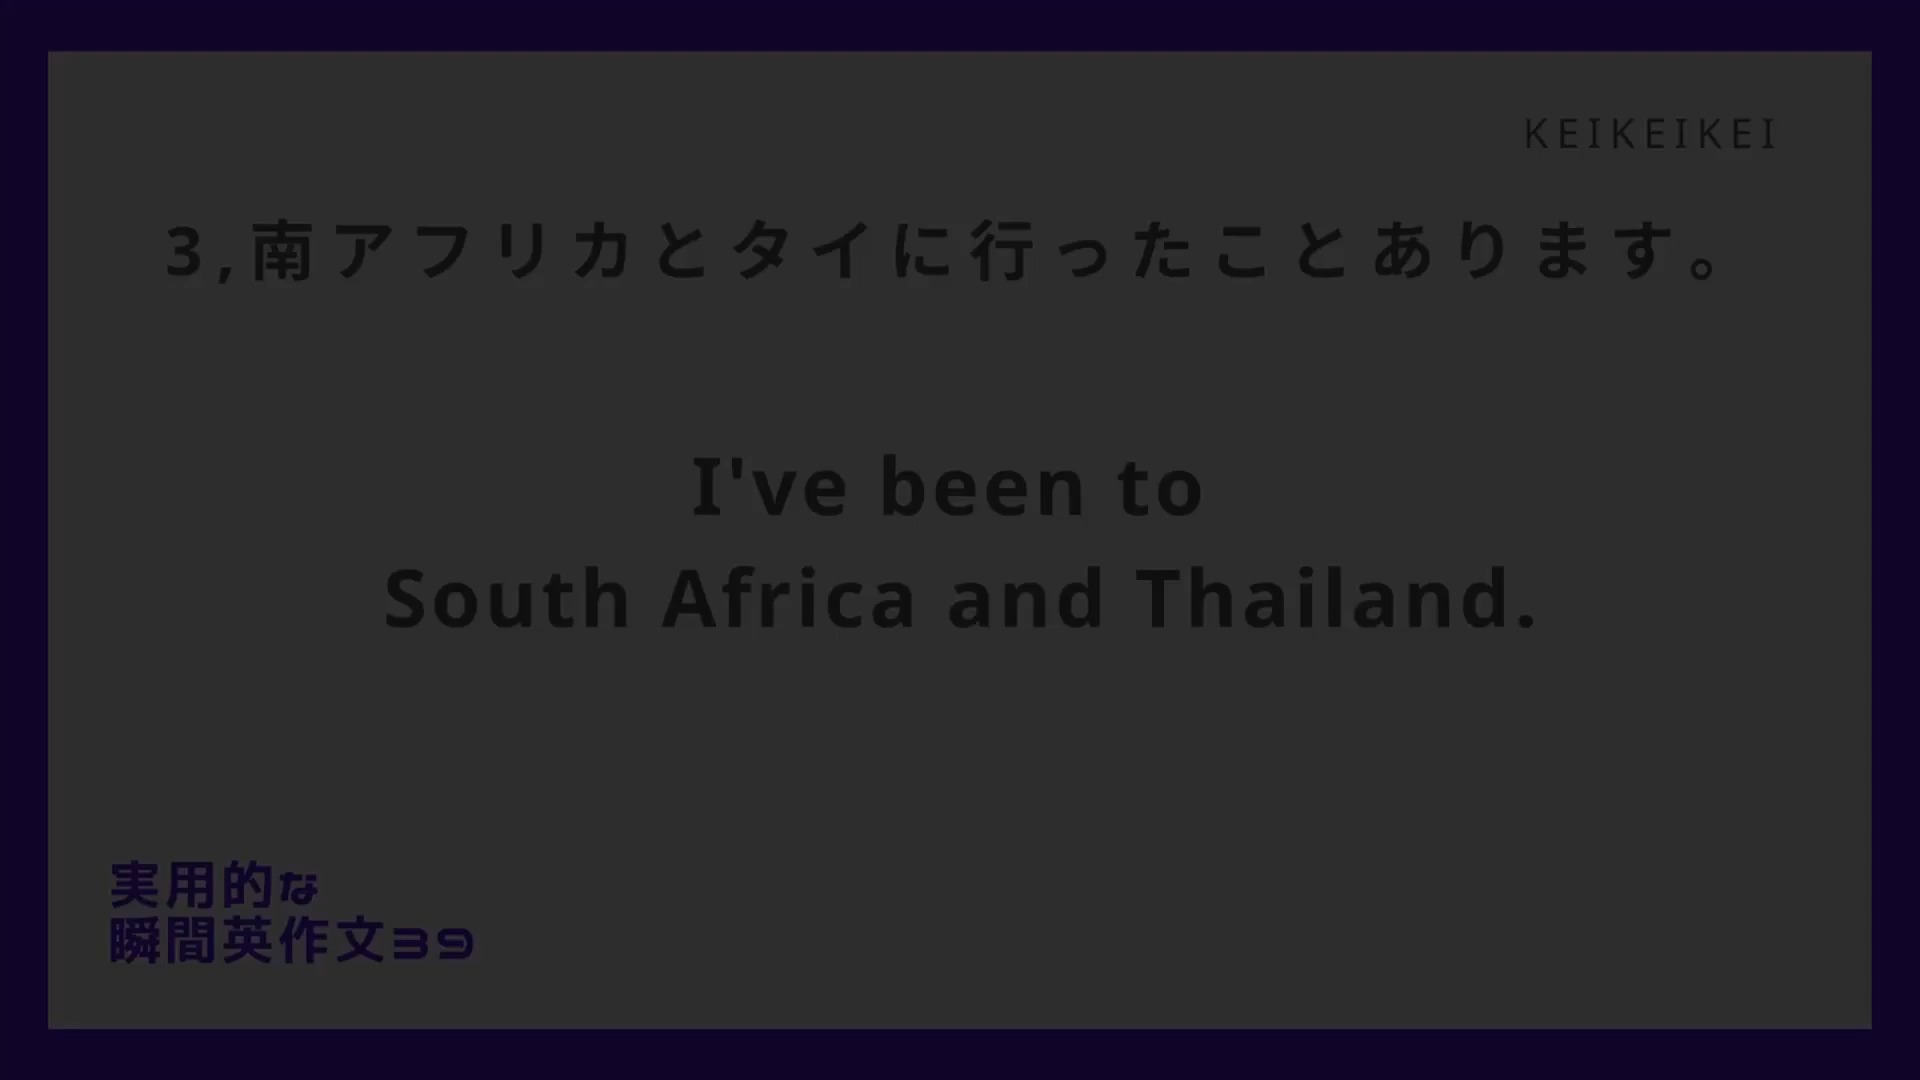 KEIKEIKEI
3,南アフリカとタイに行ったことあります。
I've been to
South Africa and Thailand.
実用的な
瞬間英作文39